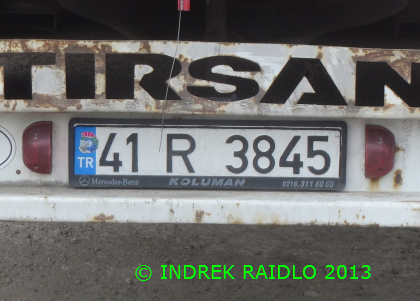 TIRSAN
TR 41 R 3845
Mercedes-Benz KOLUMAN 0216.311 60 00
© INDREK RAIDLO 2013